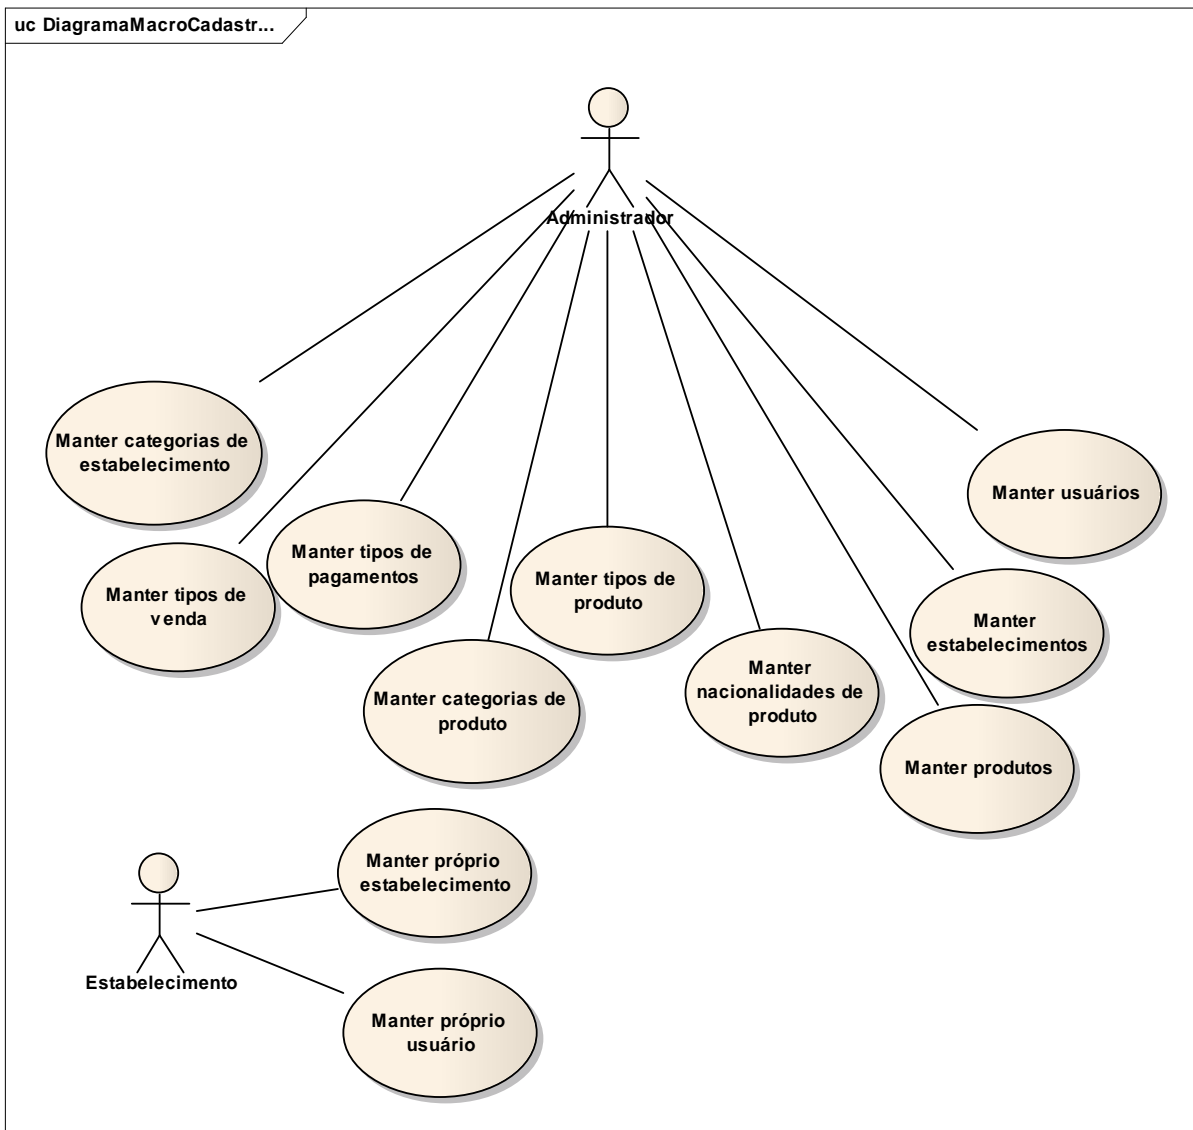 uc DiagramaMacroCadastr...
Administrador
Manter categorias de
estabelecimento
Manter usuários
Manter tipos de
pagamentos
Manter tipos de
produto
Manter tipos de
venda
Manter
estabelecimentos
Manter
nacionalidades de
produto
Manter categorias de
produto
Manter produtos
Manter próprio
estabelecimento
Estabelecimento
Manter próprio
usuário